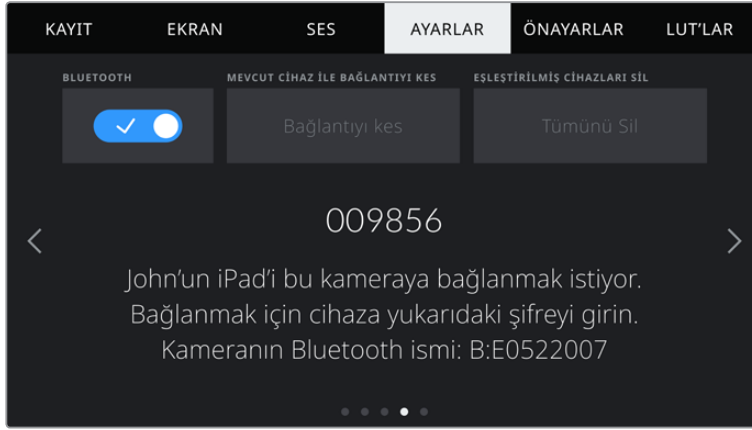 KAYIT EKRAN SES AYARLAR ÖNAYARLAR LUT'LAR
BLUETOOTH MEVCUT CİHAZ İLE BAĞLANTIYI KES EŞLEŞTİRİLMİŞ CİHAZLARI SİL
Bağlantıyı kes Tümünü Sil
009856
John'un iPad'i bu kameraya bağlanmak istiyor.
Bağlanmak için cihaza yukarıdaki şifreyi girin.
Kameranın Bluetooth ismi: B:E0522007